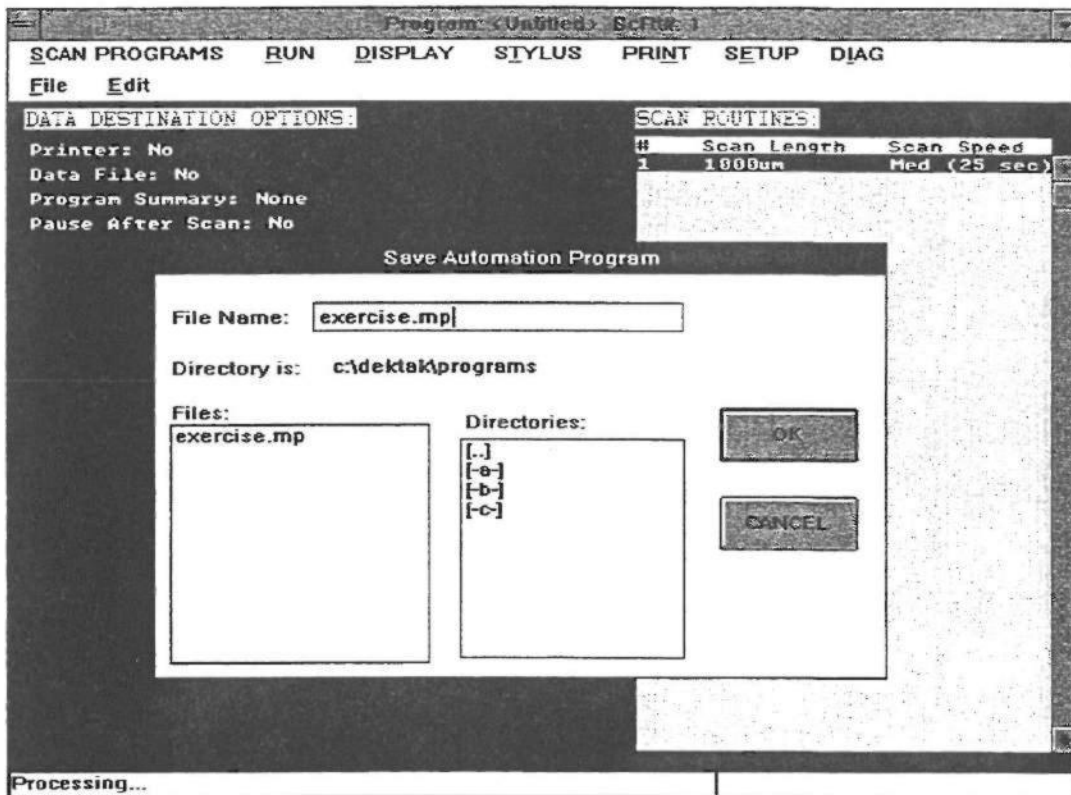 Program: <Untitled>
SCAN PROGRAMS RUN DISPLAY STYLUS PRINT SETUP DIAG
File Edit
DATA DESTINATION OPTIONS:
Printer: No
Data File: No
Program Summary: None
Pause After Scan: No
SCAN ROUTINES:
# Scan Length Scan Speed
1 1000um Med (25 sec)
Save Automation Program
File Name: exercise.mp
Directory is: c:\dektak\programs
Files:
exercise.mp
Directories:
[..]
[-a-]
[-b-]
[-c-]
OK
CANCEL
Processing...